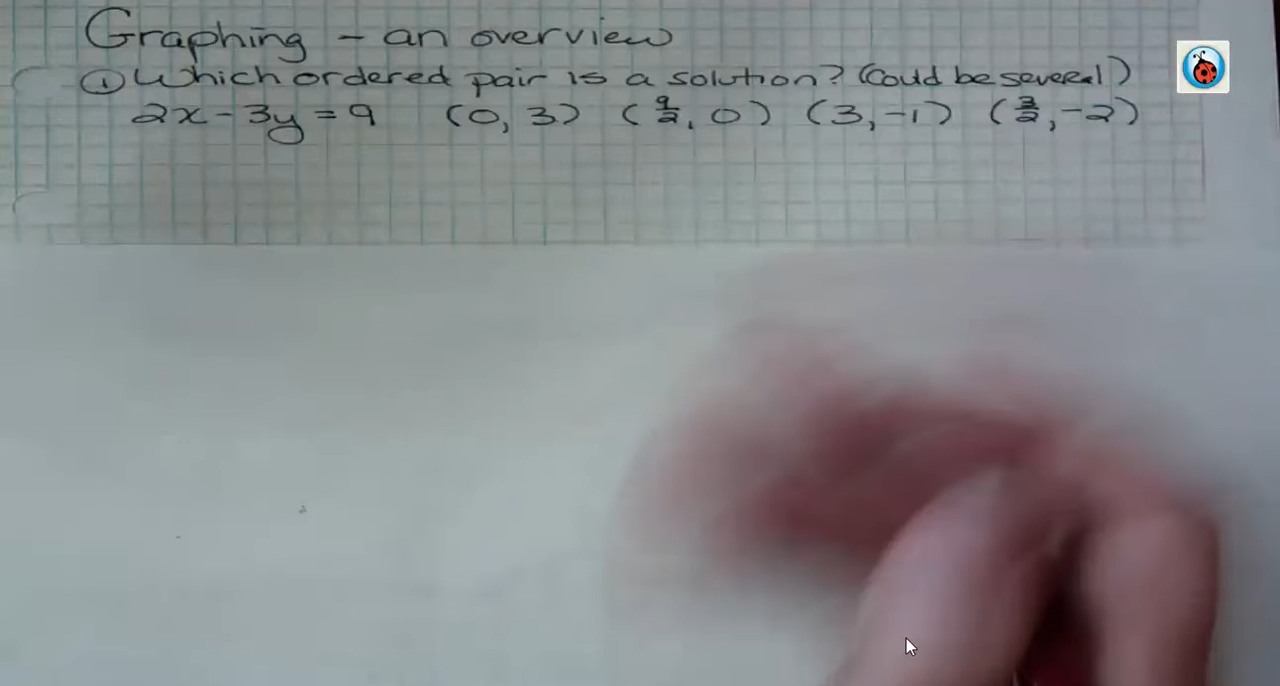 Graphing - an overview
① Which ordered pair is a solution? (Could be several)
2x - 3y = 9 (0, 3) (9/2, 0) (3, -1) (3/2, -2)